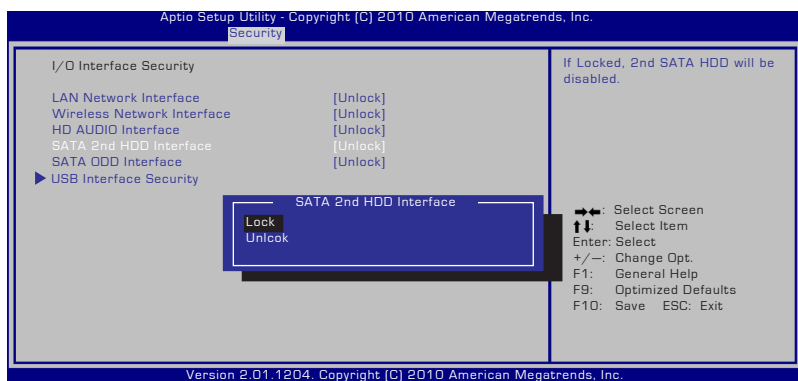 Aptio Setup Utility - Copyright (C) 2010 American Megatrends, Inc.
Security
I/O Interface Security
LAN Network Interface [Unlock]
Wireless Network Interface [Unlock]
HD AUDIO Interface [Unlock]
SATA 2nd HDD Interface [Unlock]
SATA ODD Interface [Unlock]
USB Interface Security
SATA 2nd HDD Interface
Lock
Unlcok
If Locked, 2nd SATA HDD will be
disabled.
: Select Screen
: Select Item
Enter: Select
+/—: Change Opt.
F1: General Help
F9: Optimized Defaults
F10: Save ESC: Exit
Version 2.01.1204. Copyright (C) 2010 American Megatrends, Inc.